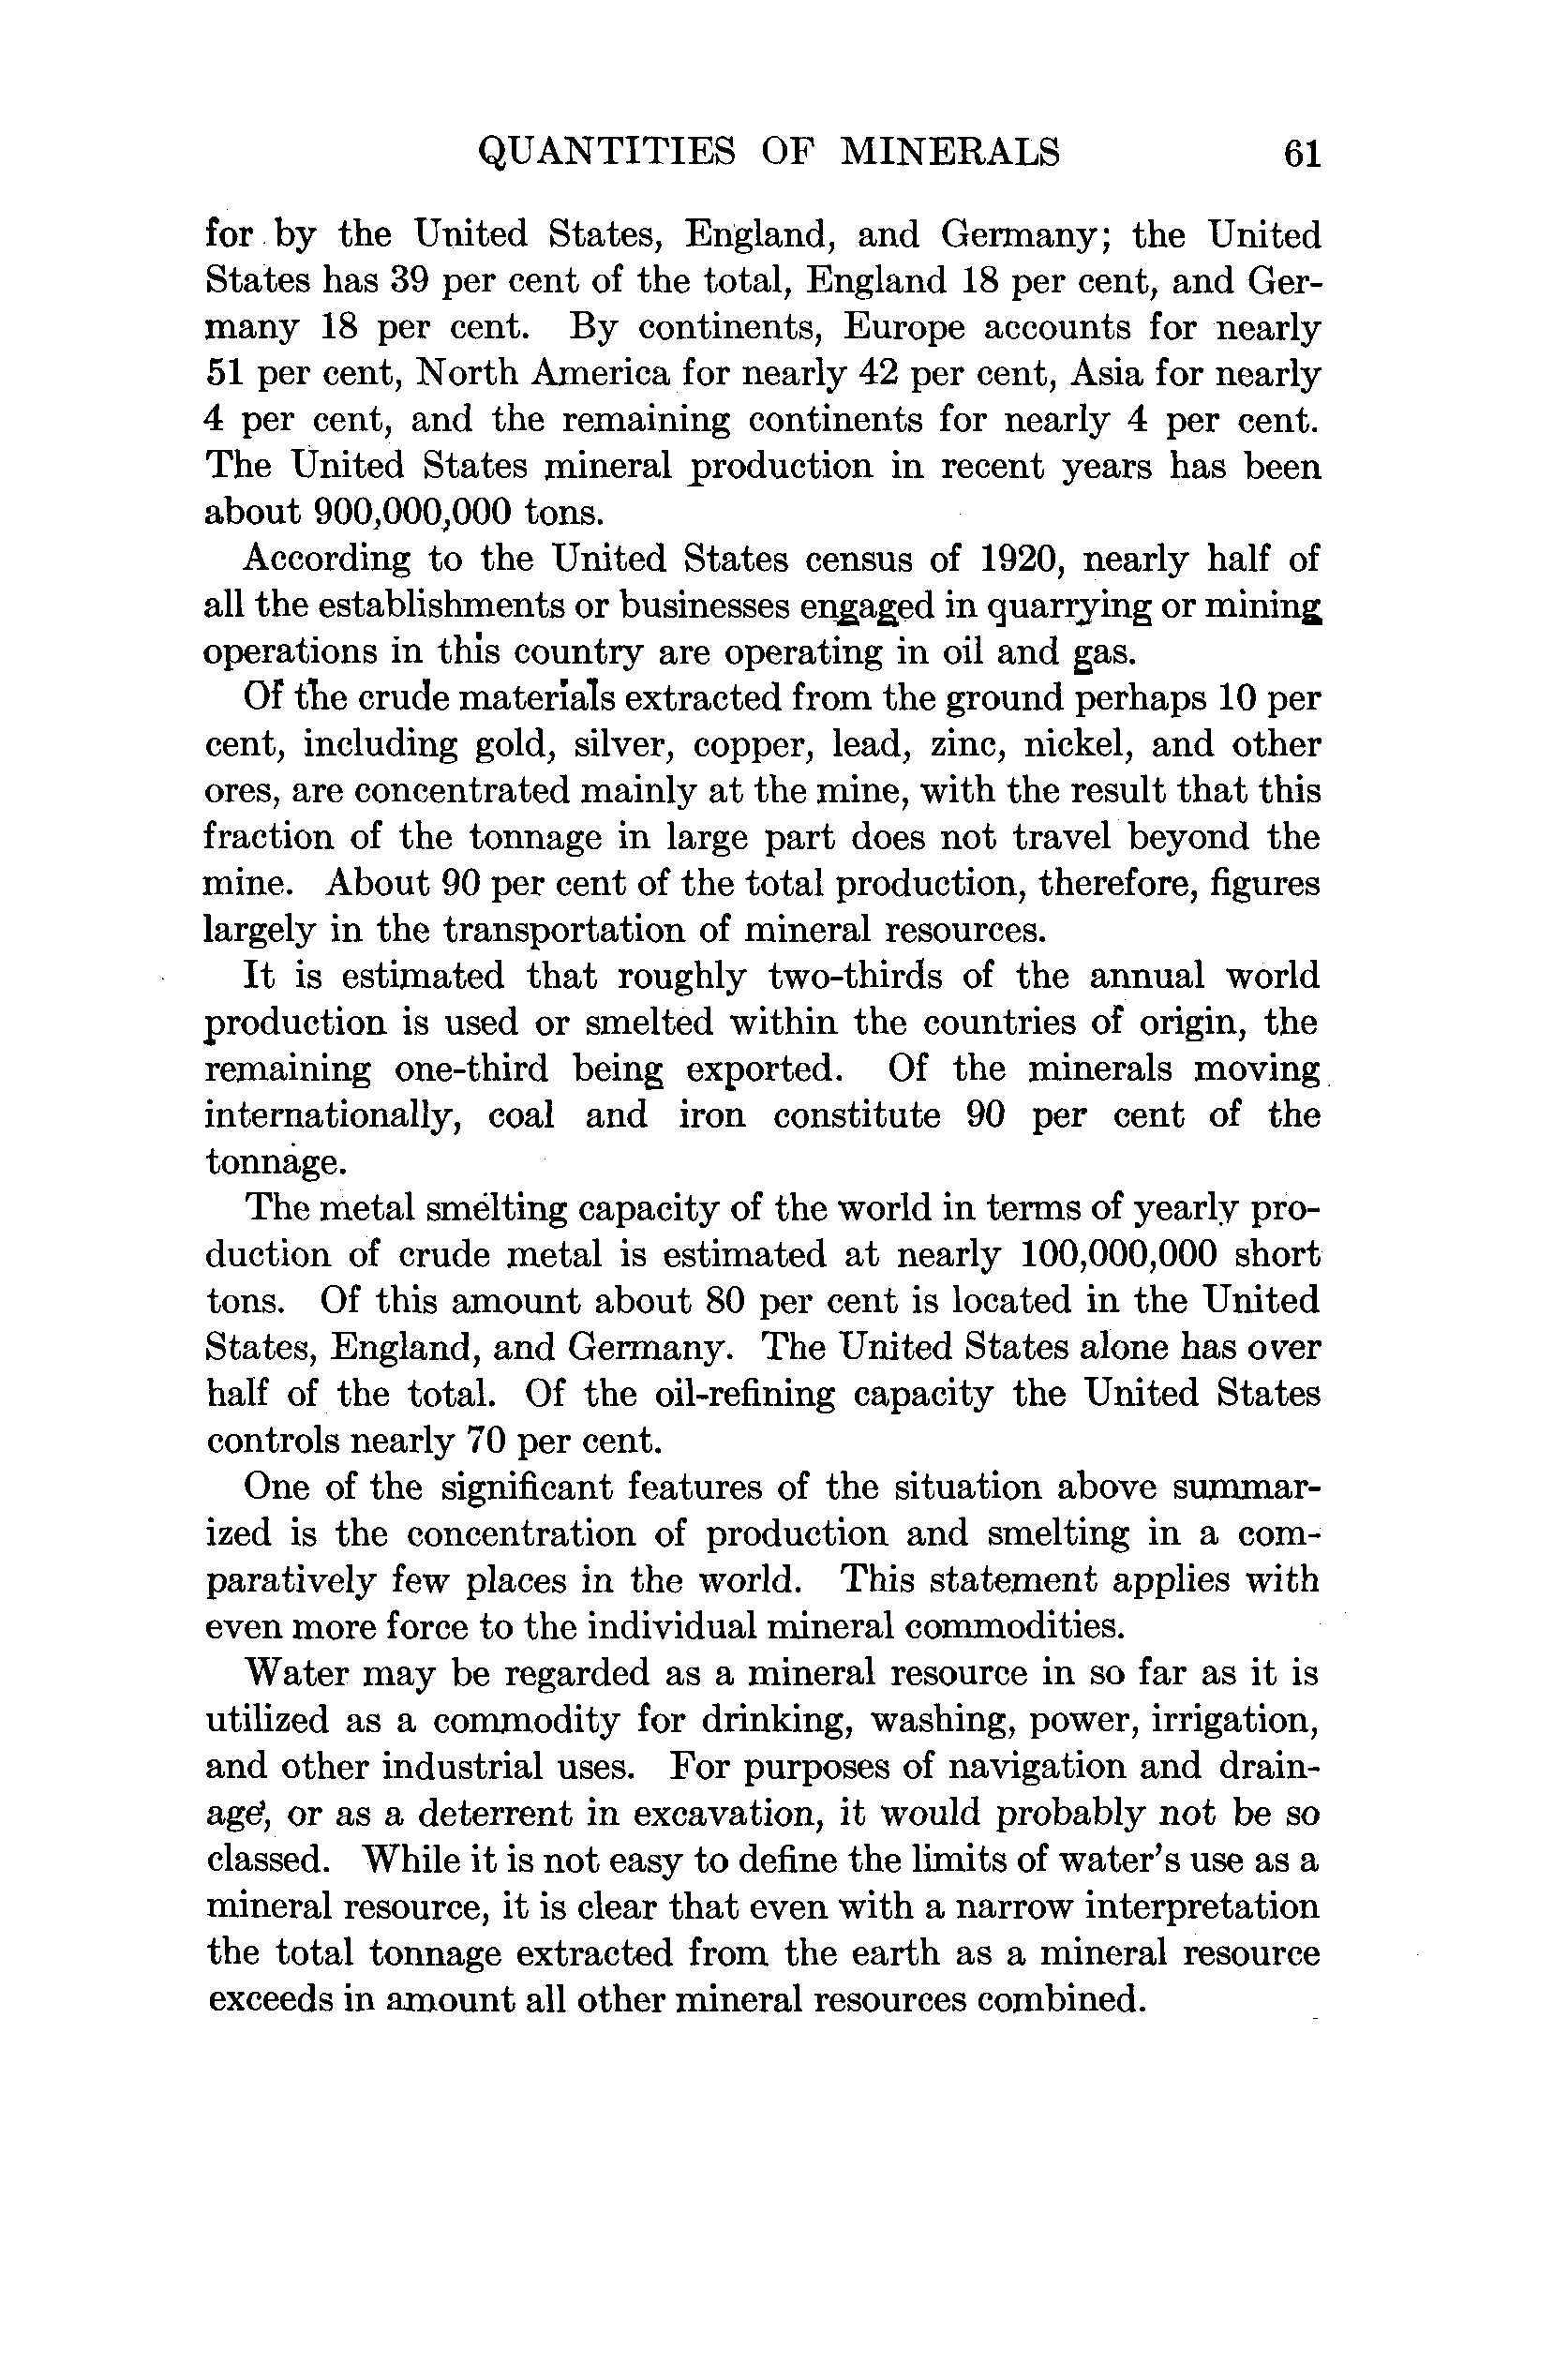 QUANTITIES OF MINERALS 61
for by the United States, England, and Germany; the United
States has 39 per cent of the total, England 18 per cent, and Ger-
many 18 per cent. By continents, Europe accounts for nearly
51 per cent, North America for nearly 42 per cent, Asia for nearly
4 per cent, and the remaining continents for nearly 4 per cent.
The United States mineral production in recent years has been
about 900,000,000 tons.
According to the United States census of 1920, nearly half of
all the establishments or businesses engaged in quarrying or mining
operations in this country are operating in oil and gas.
Of the crude materials extracted from the ground perhaps 10 per
cent, including gold, silver, copper, lead, zinc, nickel, and other
ores, are concentrated mainly at the mine, with the result that this
fraction of the tonnage in large part does not travel beyond the
mine. About 90 per cent of the total production, therefore, figures
largely in the transportation of mineral resources.
It is estimated that roughly two-thirds of the annual world
production is used or smelted within the countries of origin, the
remaining one-third being exported. Of the minerals moving
internationally, coal and iron constitute 90 per cent of the
tonnage.
The metal smelting capacity of the world in terms of yearly pro-
duction of crude metal is estimated at nearly 100,000,000 short
tons. Of this amount about 80 per cent is located in the United
States, England, and Germany. The United States alone has over
half of the total. Of the oil-refining capacity the United States
controls nearly 70 per cent.
One of the significant features of the situation above summar-
ized is the concentration of production and smelting in a com-
paratively few places in the world. This statement applies with
even more force to the individual mineral commodities.
Water may be regarded as a mineral resource in so far as it is
utilized as a commodity for drinking, washing, power, irrigation,
and other industrial uses. For purposes of navigation and drain-
age, or as a deterrent in excavation, it would probably not be so
classed. While it is not easy to define the limits of water's use as a
mineral resource, it is clear that even with a narrow interpretation
the total tonnage extracted from the earth as a mineral resource
exceeds in amount all other mineral resources combined.